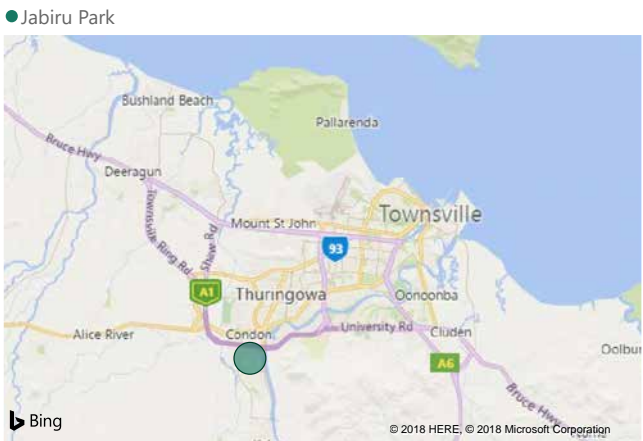 Jabiru Park
Bushland Beach
Pallarenda
Bruce Hwy
Deeragun
Townsville
Mount St John
Townsville Ring Rd
Shaw Rd
93
A1
Thuringowa
Oonoonba
Alice River
Condon
University Rd
Cluden
A6
Bruce Hwy
Bing
© 2018 HERE, © 2018 Microsoft Corporation